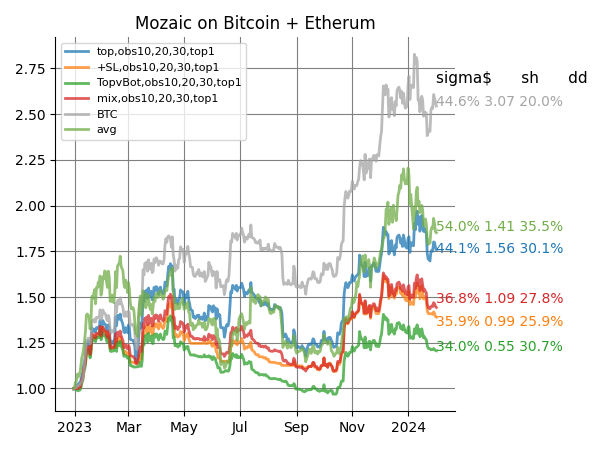 Mozaic on Bitcoin + Etherum
top,obs10,20,30,top1
+SL,obs10,20,30,top1
TopvBot,obs10,20,30,top1
mix,obs10,20,30,top1
BTC
avg
sigma$ sh dd
44.6% 3.07 20.0%
54.0% 1.41 35.5%
44.1% 1.56 30.1%
36.8% 1.09 27.8%
35.9% 0.99 25.9%
34.0% 0.55 30.7%
2.75
2.50
2.25
2.00
1.75
1.50
1.25
1.00
2023 Mar May Jul Sep Nov 2024